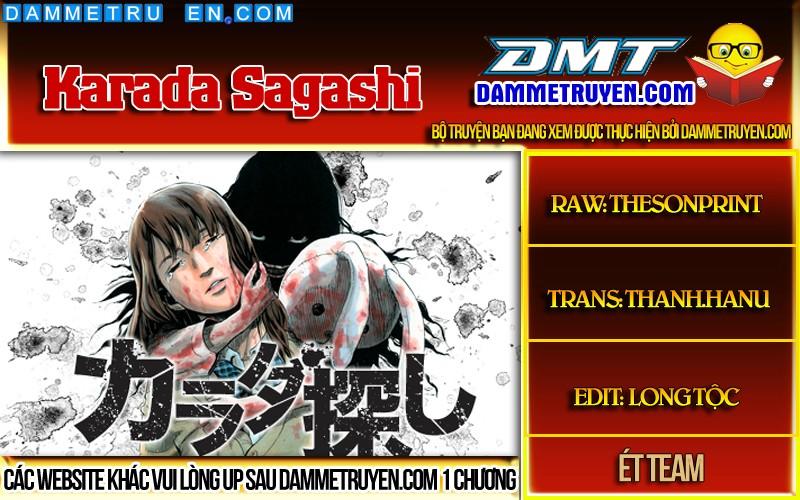 DAMMETRU EN.COM
Karada Sagashi
DMT
DAMMETRUYEN.COM
BỘ TRUYỆN BẠN ĐANG XEM ĐƯỢC THỰC HIỆN BỞI DAMMETRUYEN.COM
RAW: THESONPRINT
TRANS: THANH.HANU
EDIT: LONG TỘC
ÉT TEAM
カラダ探し
CÁC WEBSITE KHÁC VUI LÒNG UP SAU DAMMETRUYEN.COM 1 CHƯƠNG